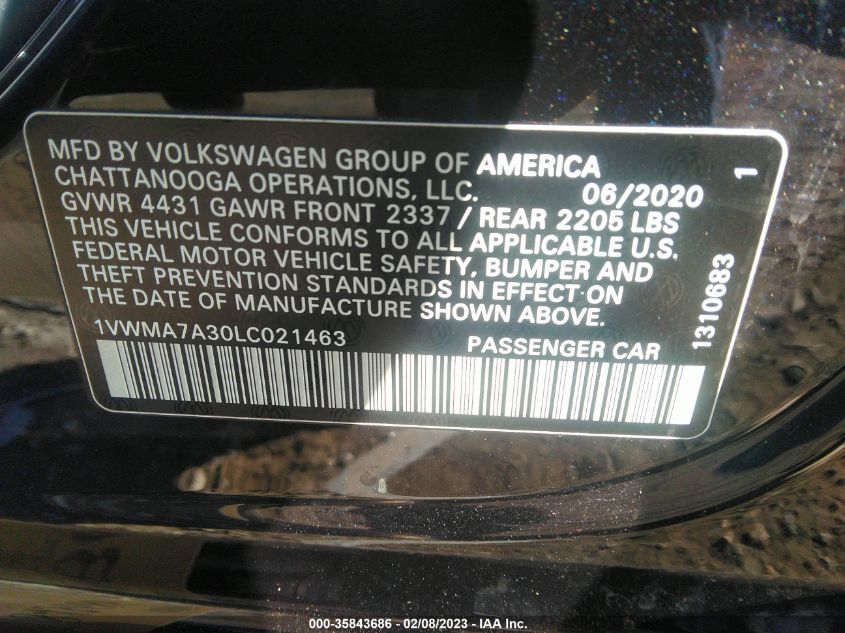 MFD BY VOLKSWAGEN GROUP OF AMERICA
CHATTANOOGA OPERATIONS, LLC. 06/2020
GVWR 4431 GAWR FRONT 2337 / REAR 2205 LBS
THIS VEHICLE CONFORMS TO ALL APPLICABLE U.S.
FEDERAL MOTOR VEHICLE SAFETY, BUMPER AND
THEFT PREVENTION STANDARDS IN EFFECT ON
THE DATE OF MANUFACTURE SHOWN ABOVE.
1VWMA7A30LC021463 PASSENGER CAR
1310683 1
000-35843686 - 02/08/2023 - IAA Inc.